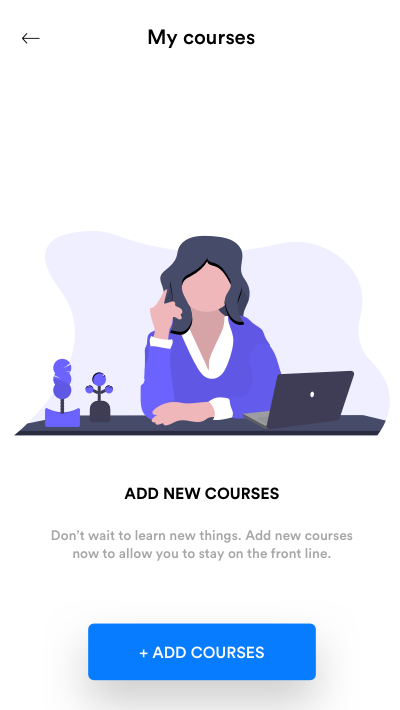 My courses
ADD NEW COURSES
Don’t wait to learn new things. Add new courses
now to allow you to stay on the front line.
+ ADD COURSES